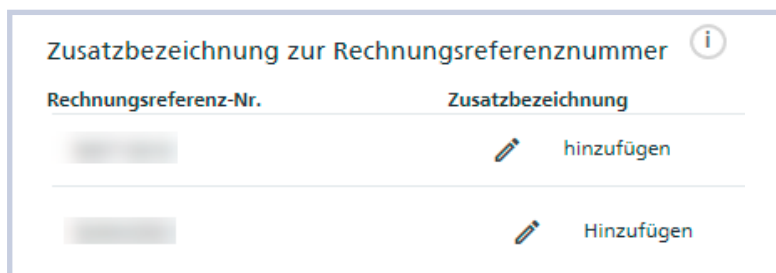 Zusatzbezeichnung zur Rechnungsreferenznummer i
Rechnungsreferenz-Nr. Zusatzbezeichnung
hinzufügen
Hinzufügen